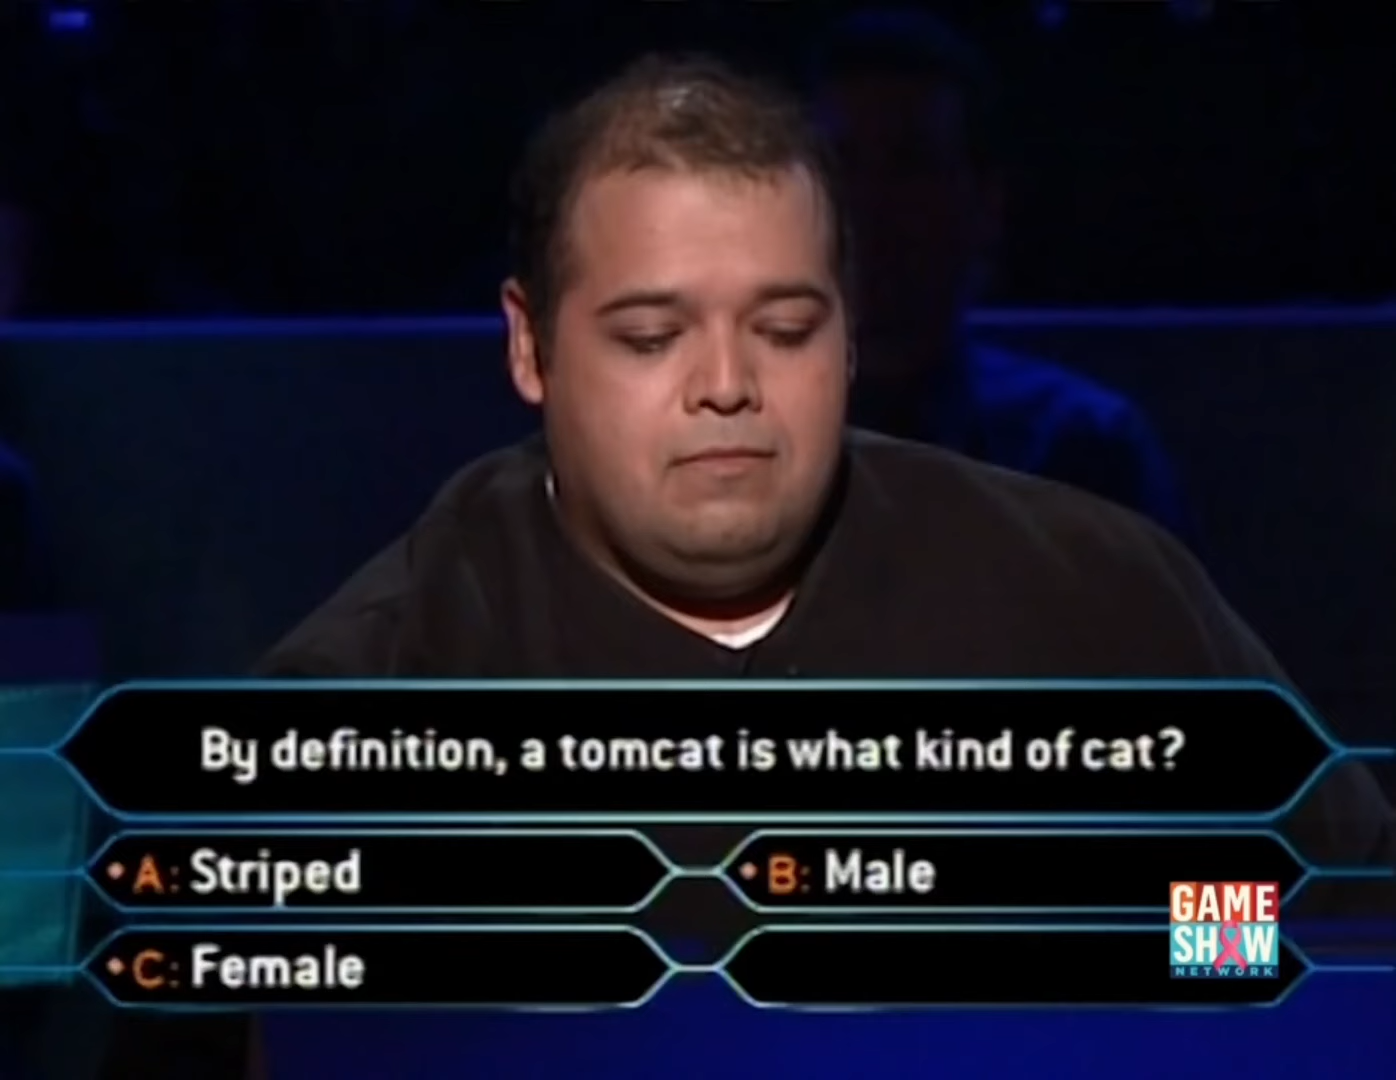 By definition, a tomcat is what kind of cat?
A: Striped
B: Male
C: Female
GAME
SHOW
NETWORK